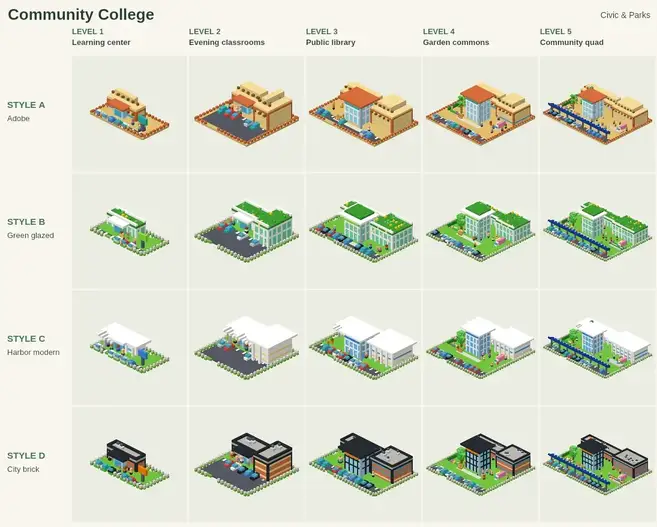 Community College
Civic & Parks
LEVEL 1
Learning center
LEVEL 2
Evening classrooms
LEVEL 3
Public library
LEVEL 4
Garden commons
LEVEL 5
Community quad
STYLE A
Adobe
STYLE B
Green glazed
STYLE C
Harbor modern
STYLE D
City brick